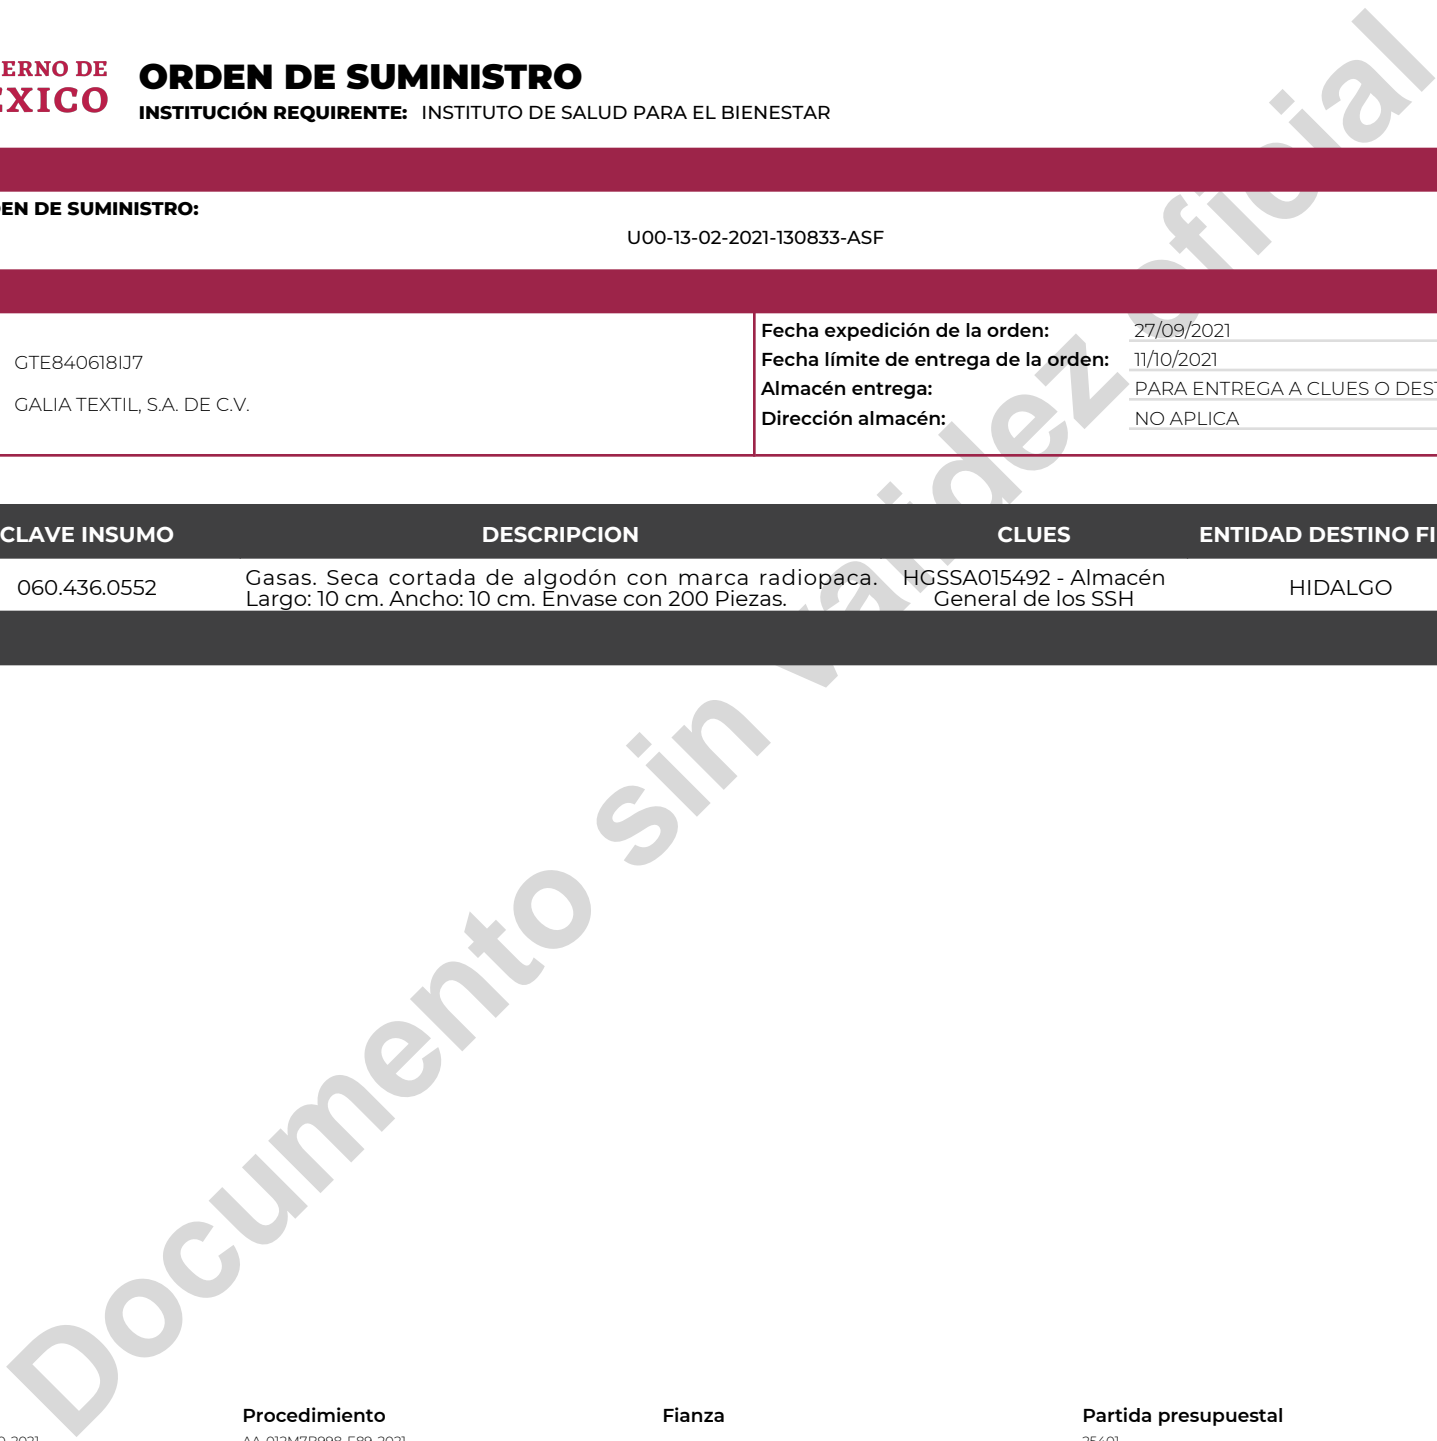 ERNO DE
EXICO
ORDEN DE SUMINISTRO
INSTITUCIÓN REQUIRENTE: INSTITUTO DE SALUD PARA EL BIENESTAR
EN DE SUMINISTRO:
U00-13-02-2021-130833-ASF
GTE840618IJ7
GALIA TEXTIL, S.A. DE C.V.
Fecha expedición de la orden: 27/09/2021
Fecha límite de entrega de la orden: 11/10/2021
Almacén entrega: PARA ENTREGA A CLUES O DEST
Dirección almacén: NO APLICA
CLAVE INSUMO DESCRIPCION CLUES ENTIDAD DESTINO FI
060.436.0552 Gasas. Seca cortada de algodón con marca radiopaca. HGSSA015492 - Almacén HIDALGO
Largo: 10 cm. Ancho: 10 cm. Envase con 200 Piezas. General de los SSH
Documento sin validez oficial
Procedimiento Fianza Partida presupuestal